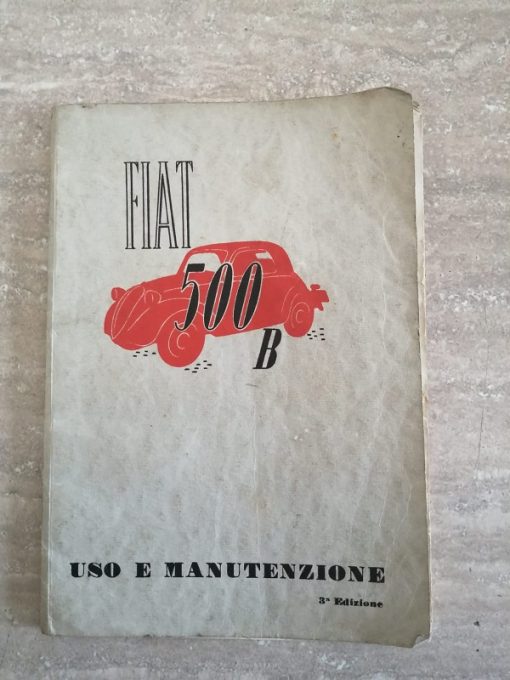 FIAT
500
B
USO E MANUTENZIONE
3ª Edizione